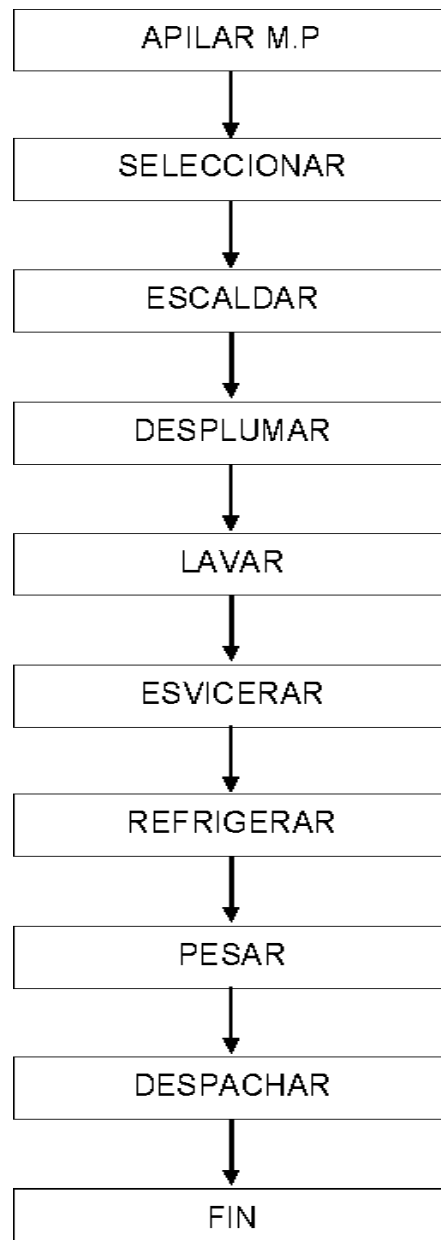 APILAR M.P
SELECCIONAR
ESCALDAR
DESPLUMAR
LAVAR
ESVICERAR
REFRIGERAR
PESAR
DESPACHAR
FIN